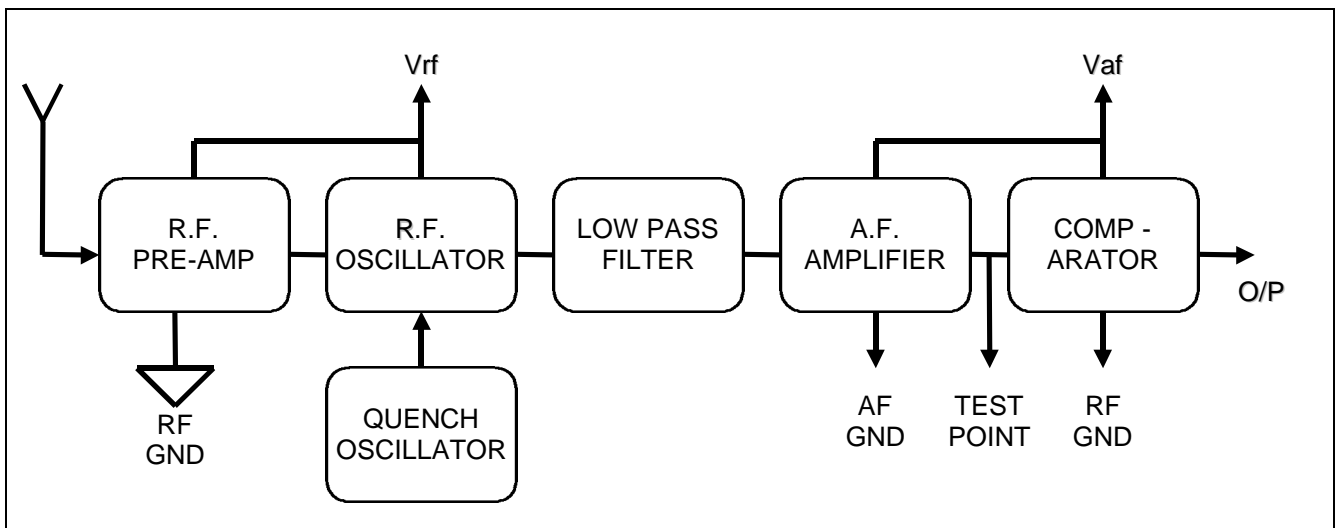 Vrf
Vaf
R.F.
PRE-AMP
R.F.
OSCILLATOR
LOW PASS
FILTER
A.F.
AMPLIFIER
COMP -
ARATOR
O/P
RF
GND
QUENCH
OSCILLATOR
AF
GND
TEST
POINT
RF
GND